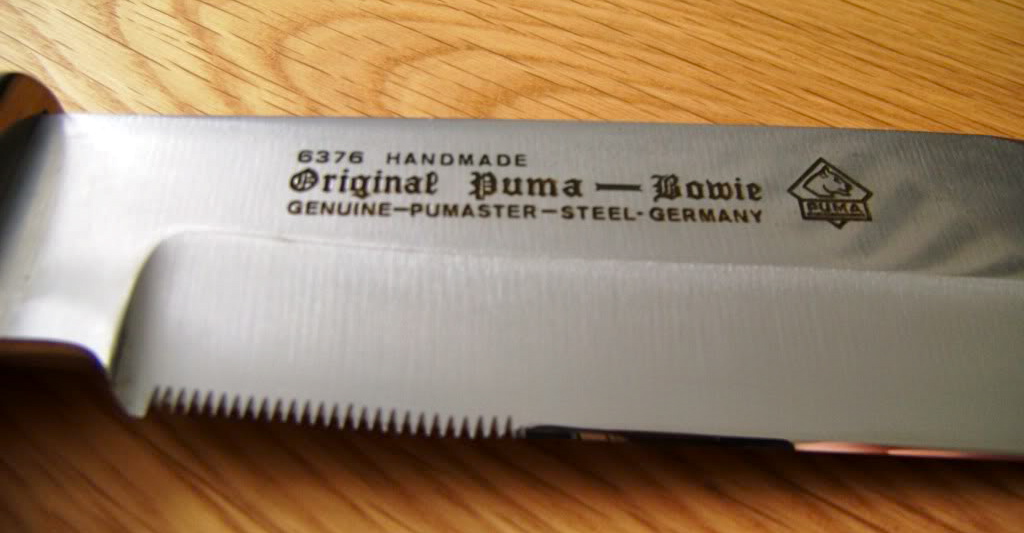 6376 HANDMADE
Original Puma — Bowie
GENUINE-PUMASTER-STEEL-GERMANY
PUMA